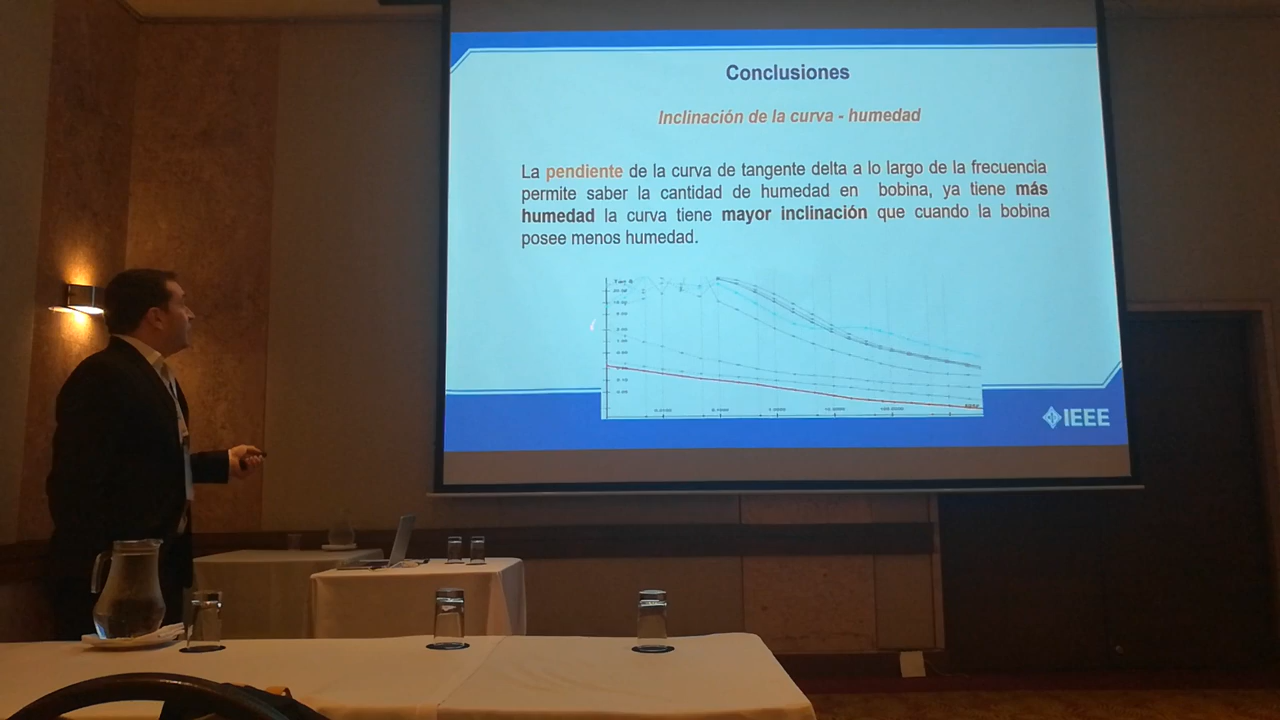 Conclusiones
Inclinación de la curva - humedad
La pendiente de la curva de tangente delta a lo largo de la frecuencia
permite saber la cantidad de humedad en bobina, ya tiene más
humedad la curva tiene mayor inclinación que cuando la bobina
posee menos humedad.
IEEE